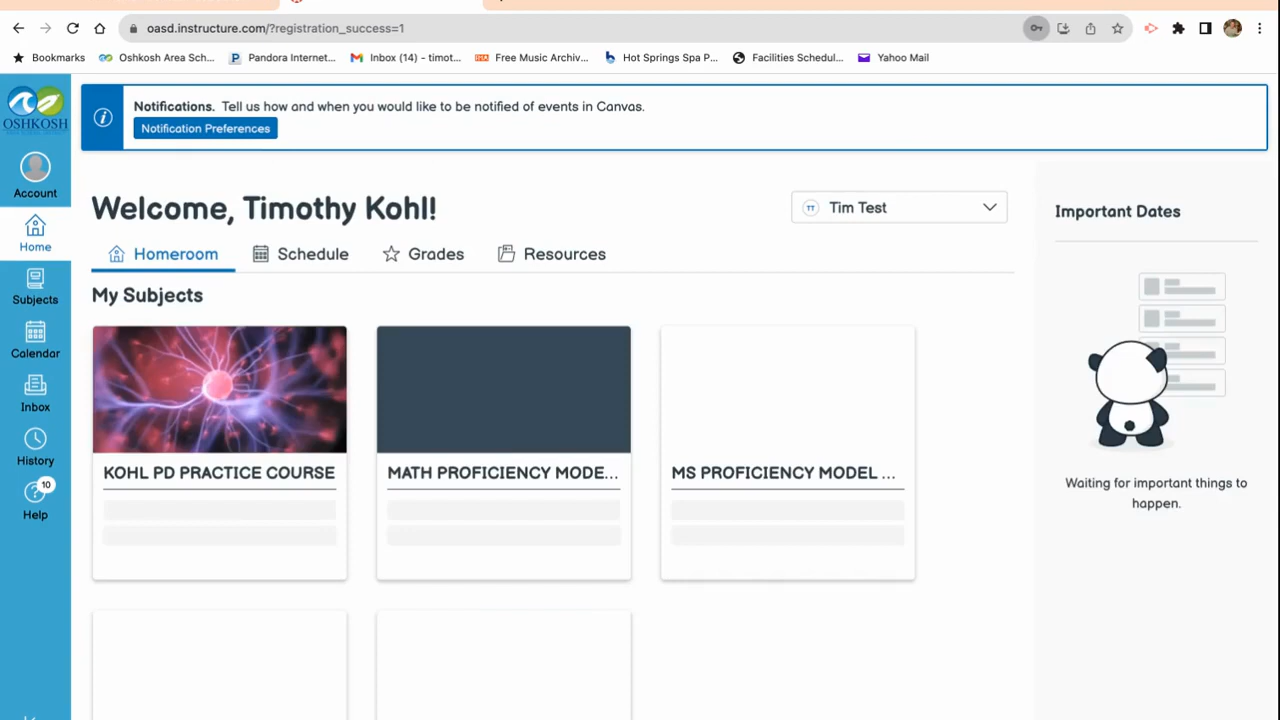 oasd.instructure.com/?registration_success=1
Bookmarks
Oshkosh Area Sch...
Pandora Internet...
Inbox (14) - timot...
Free Music Archiv...
Hot Springs Spa P...
Facilities Schedul...
Yahoo Mail
OSHKOSH
Account
Home
Subjects
Calendar
Inbox
History
10
Help
Notifications. Tell us how and when you would like to be notified of events in Canvas.
Notification Preferences
Welcome, Timothy Kohl!
TT Tim Test
Homeroom
Schedule
Grades
Resources
My Subjects
KOHL PD PRACTICE COURSE
MATH PROFICIENCY MODE...
MS PROFICIENCY MODEL ...
Important Dates
Waiting for important things to
happen.